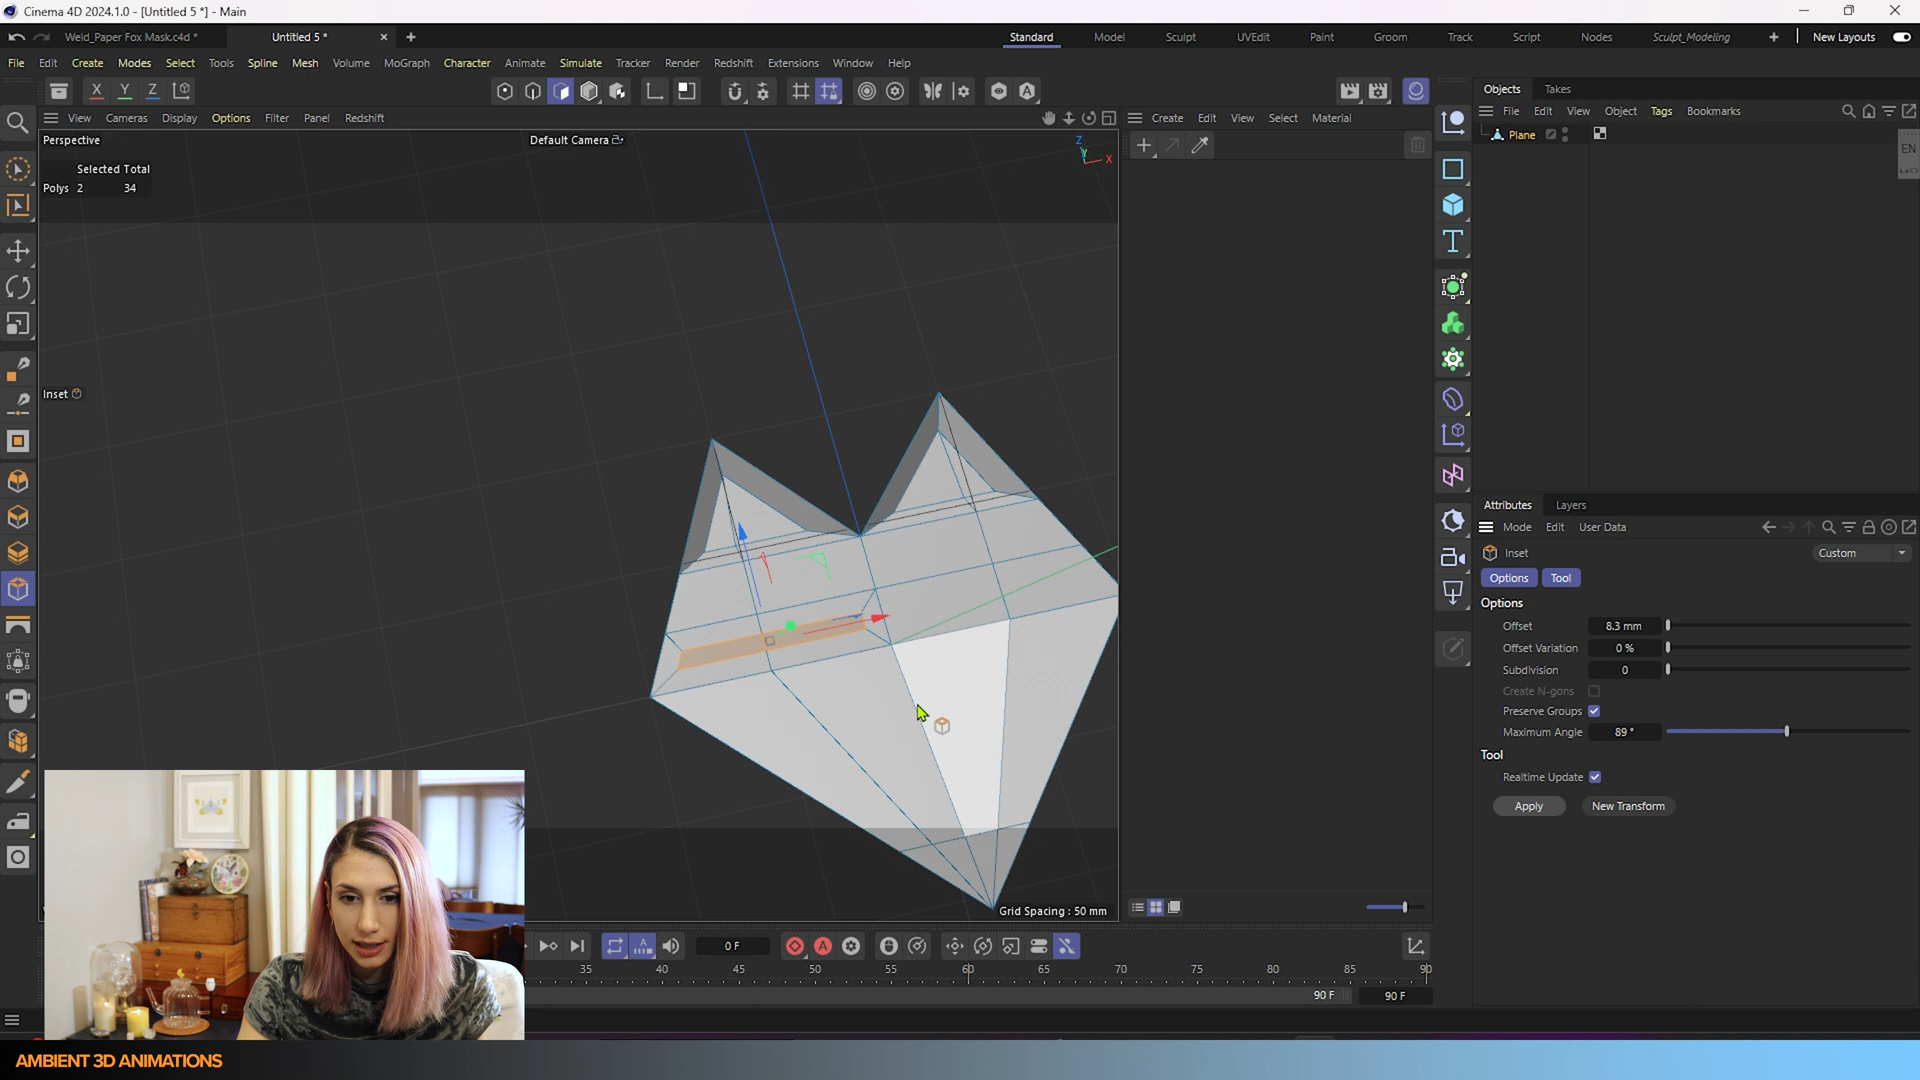 Cinema 4D 2024.1.0 - [Untitled 5 *] - Main
Weld_Paper Fox Mask.c4d *
Untitled 5 *
Standard
Model
Sculpt
UVEdit
Paint
Groom
Track
Script
Nodes
Sculpt_Modeling
New Layouts
File Edit Create Modes Select Tools Spline Mesh Volume MoGraph Character Animate Simulate Tracker Render Redshift Extensions Window Help
X Y Z
View Cameras Display Options Filter Panel Redshift
Create Edit View Select Material
Objects Takes
File Edit View Object Tags Bookmarks
Plane
EN
Perspective
Default Camera
Z
Y
X
Selected Total
Polys 2 34
Inset
Grid Spacing : 50 mm
Attributes Layers
Mode Edit User Data
Inset
Custom
Options Tool
Options
Offset 8.3 mm
Offset Variation 0 %
Subdivision 0
Create N-gons
Preserve Groups
Maximum Angle 89 °
Tool
Realtime Update
Apply New Transform
0 F
35 40 45 50 55 60 65 70 75 80 85 90
90 F 90 F
AMBIENT 3D ANIMATIONS